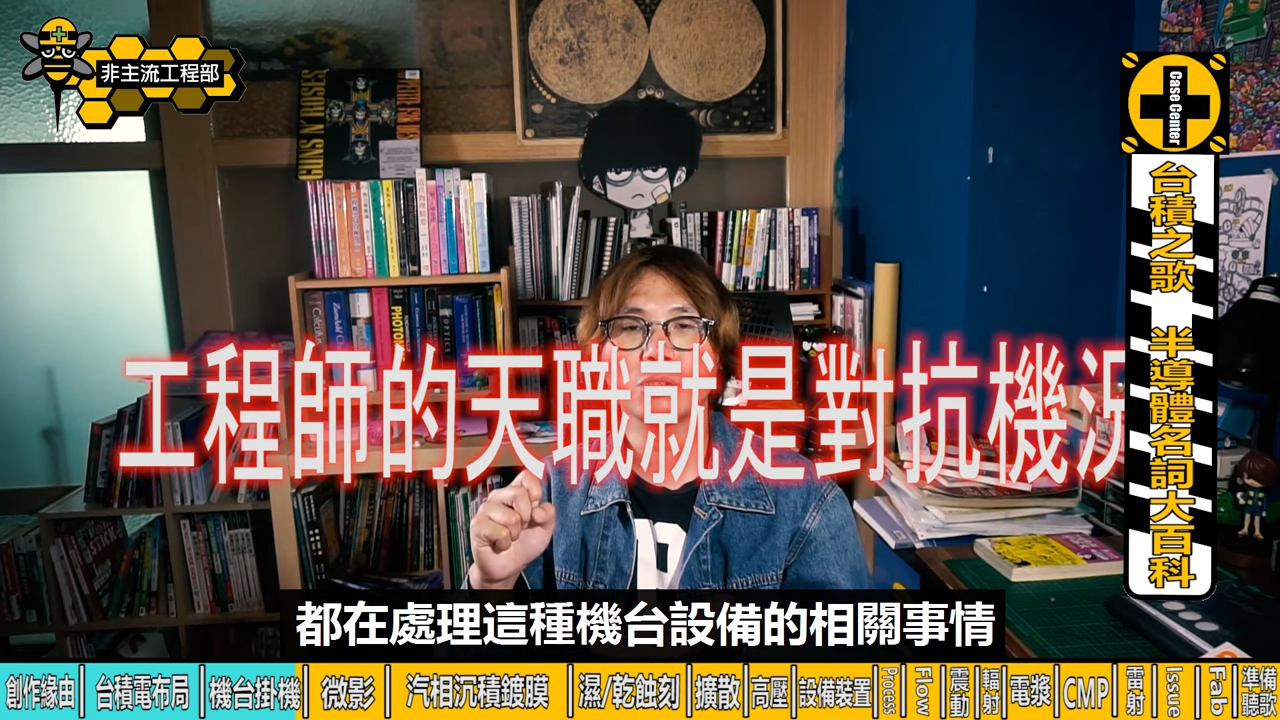 非主流工程部
GUNS N' ROSES
Case Center
台積之歌 半導體名詞大百科
Calculus
OPTICS
STICK
工程師的天職就是對抗機況
都在處理這種機台設備的相關事情
創作緣由
台積電布局
機台掛機
微影
汽相沉積鍍膜
濕/乾蝕刻
擴散
高壓
設備裝置
Process
Flow
震動
輻射
電漿
CMP
雷射
Issue
Fab
準備聽歌